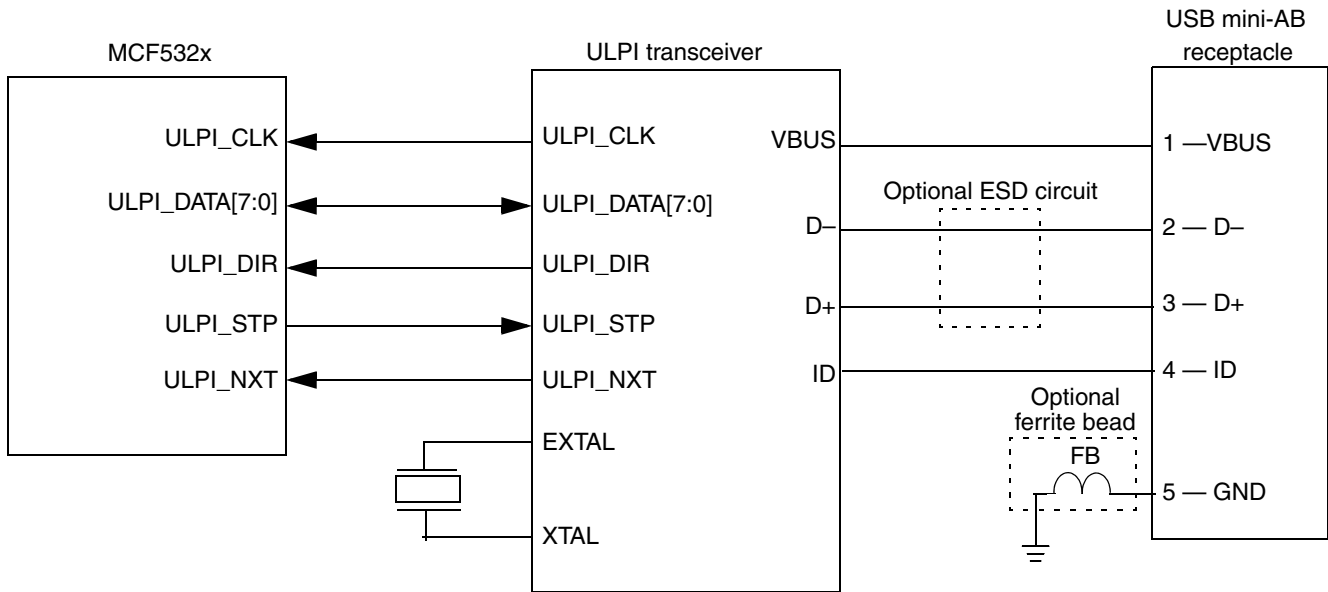 MCF532x
ULPI_CLK
ULPI_DATA[7:0]
ULPI_DIR
ULPI_STP
ULPI_NXT
ULPI transceiver
ULPI_CLK
ULPI_DATA[7:0]
ULPI_DIR
ULPI_STP
ULPI_NXT
EXTAL
XTAL
VBUS
D–
D+
ID
Optional ESD circuit
Optional
ferrite bead
FB
USB mini-AB
receptacle
1 —VBUS
2 — D–
3 — D+
4 — ID
5 — GND